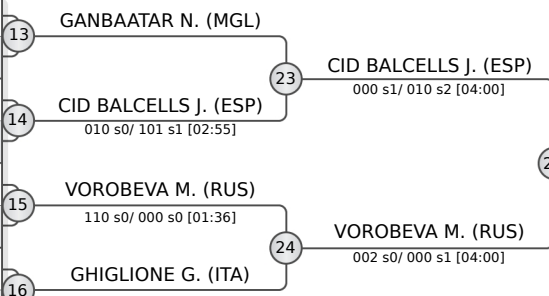 GANBAATAR N. (MGL)
13
23
CID BALCELLS J. (ESP)
000 s1/ 010 s2 [04:00]
CID BALCELLS J. (ESP)
14
010 s0/ 101 s1 [02:55]
VOROBEVA M. (RUS)
15
110 s0/ 000 s0 [01:36]
24
VOROBEVA M. (RUS)
002 s0/ 000 s1 [04:00]
GHIGLIONE G. (ITA)
16